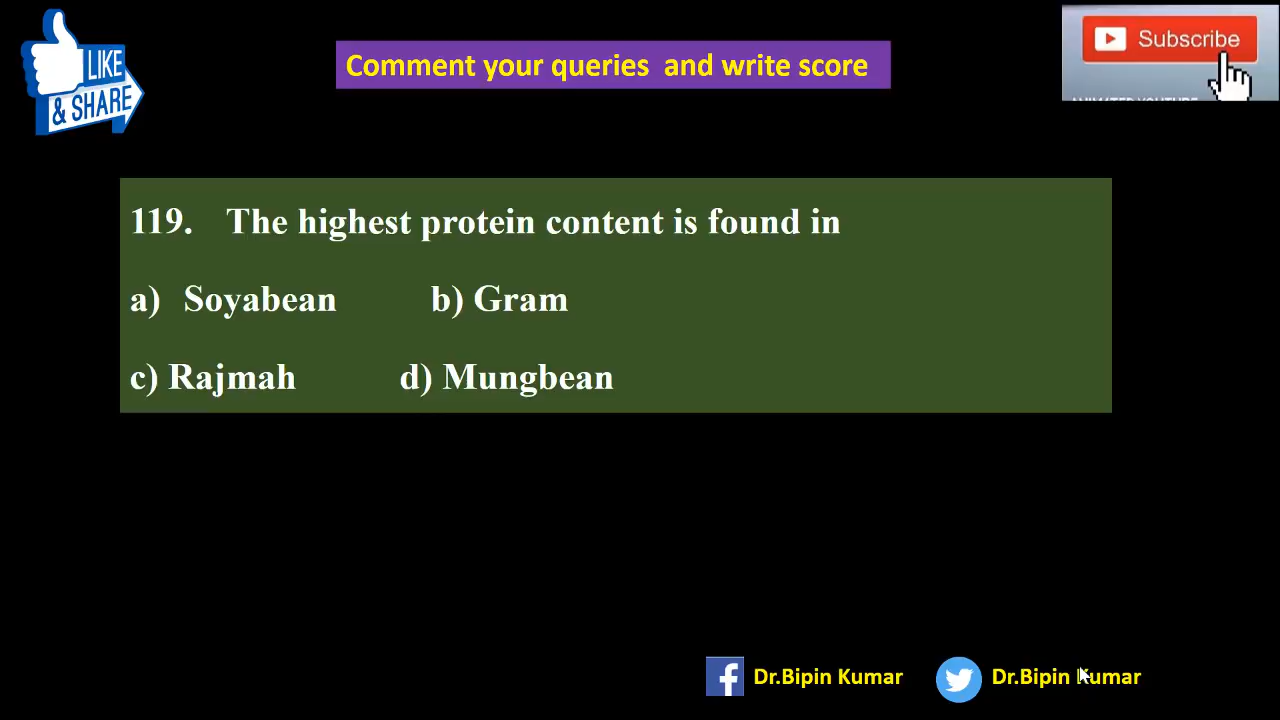 LIKE
& SHARE
Comment your queries and write score
Subscribe
119. The highest protein content is found in
a) Soyabean b) Gram
c) Rajmah d) Mungbean
Dr.Bipin Kumar Dr.Bipin Kumar